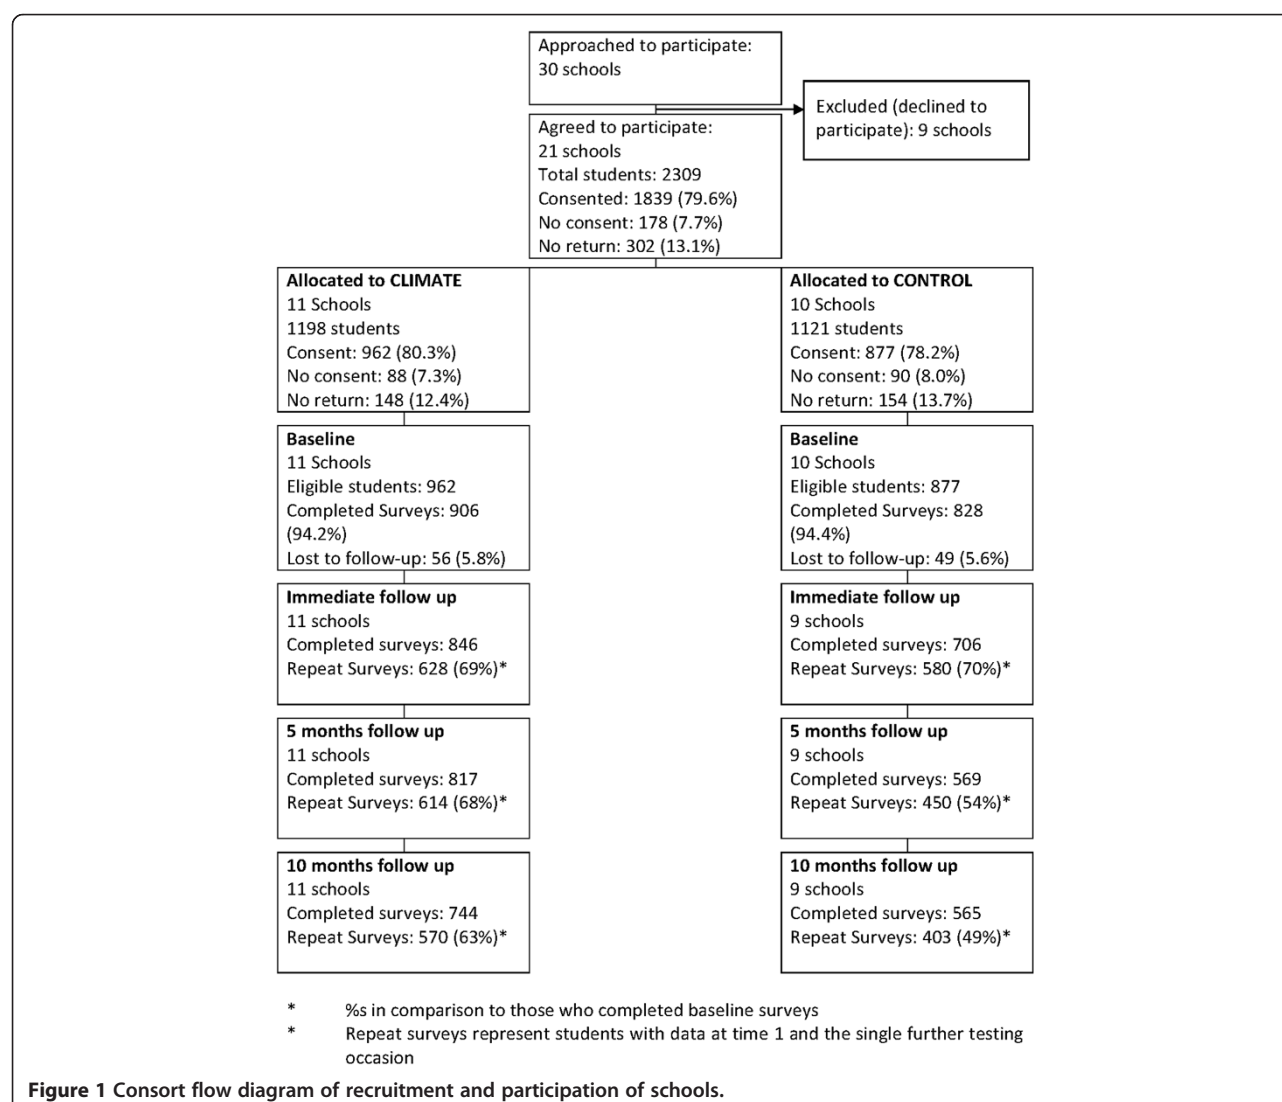 Approached to participate:
30 schools
Excluded (declined to
participate): 9 schools
Agreed to participate:
21 schools
Total students: 2309
Consented: 1839 (79.6%)
No consent: 178 (7.7%)
No return: 302 (13.1%)
Allocated to CLIMATE
11 Schools
1198 students
Consent: 962 (80.3%)
No consent: 88 (7.3%)
No return: 148 (12.4%)
Allocated to CONTROL
10 Schools
1121 students
Consent: 877 (78.2%)
No consent: 90 (8.0%)
No return: 154 (13.7%)
Baseline
11 Schools
Eligible students: 962
Completed Surveys: 906
(94.2%)
Lost to follow-up: 56 (5.8%)
Baseline
10 Schools
Eligible students: 877
Completed Surveys: 828
(94.4%)
Lost to follow-up: 49 (5.6%)
Immediate follow up
11 schools
Completed surveys: 846
Repeat Surveys: 628 (69%)*
Immediate follow up
9 schools
Completed surveys: 706
Repeat Surveys: 580 (70%)*
5 months follow up
11 schools
Completed surveys: 817
Repeat Surveys: 614 (68%)*
5 months follow up
9 schools
Completed surveys: 569
Repeat Surveys: 450 (54%)*
10 months follow up
11 schools
Completed surveys: 744
Repeat Surveys: 570 (63%)*
10 months follow up
9 schools
Completed surveys: 565
Repeat Surveys: 403 (49%)*
* %s in comparison to those who completed baseline surveys
* Repeat surveys represent students with data at time 1 and the single further testing
occasion
Figure 1 Consort flow diagram of recruitment and participation of schools.